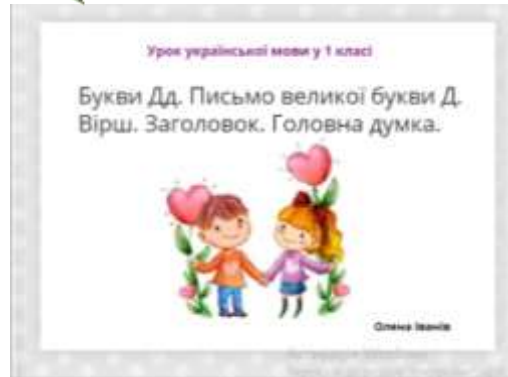 Урок української мови у 1 класі
Букви Дд. Письмо великої букви Д.
Вірш. Заголовок. Головна думка.
Олена Іванів